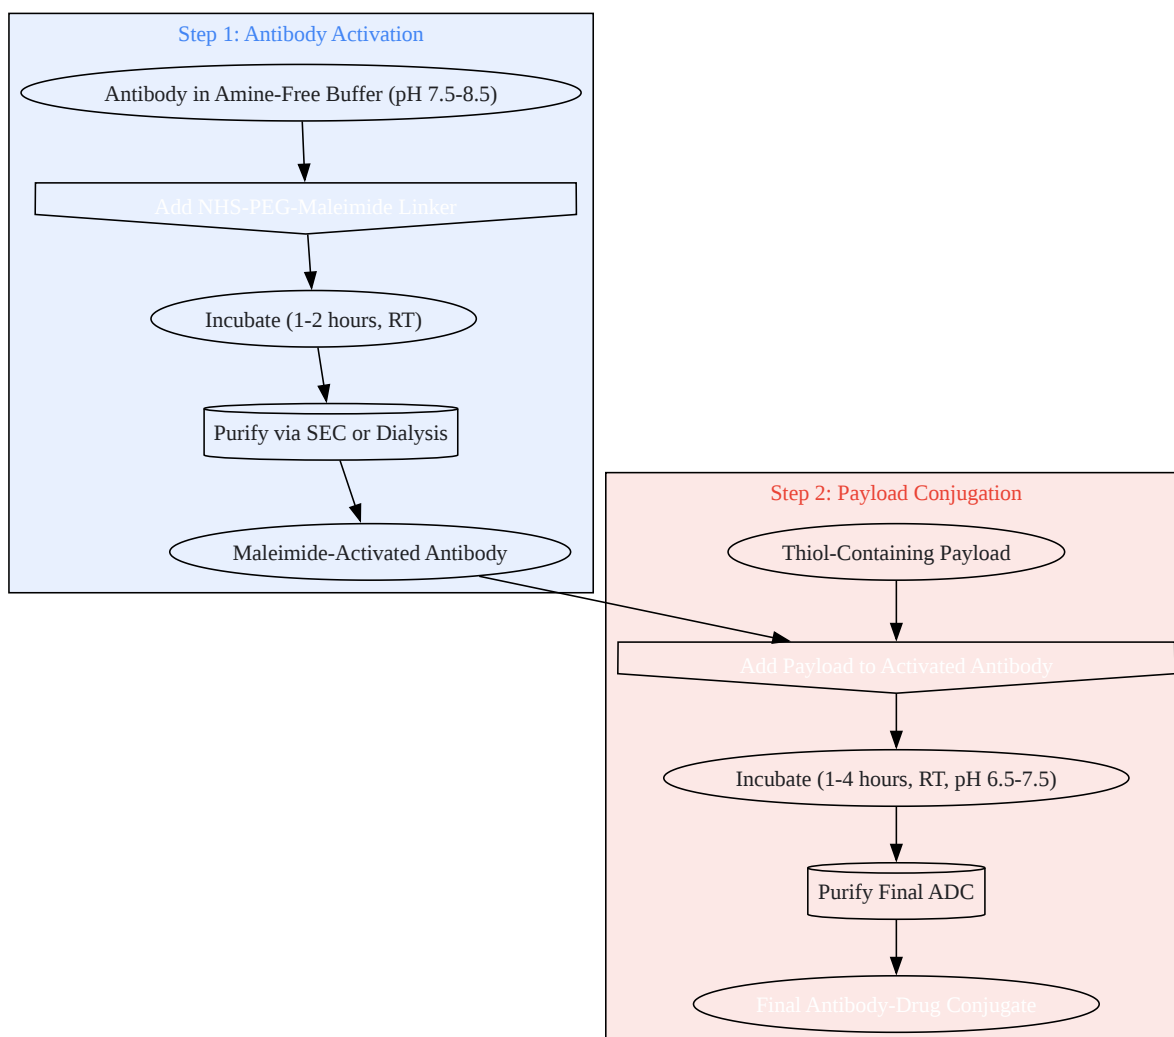 Step 1: Antibody Activation
Antibody in Amine-Free Buffer (pH 7.5-8.5)
Add NHS-PEG-Maleimide Linker
Incubate (1-2 hours, RT)
Purify via SEC or Dialysis
Maleimide-Activated Antibody
Step 2: Payload Conjugation
Thiol-Containing Payload
Add Payload to Activated Antibody
Incubate (1-4 hours, RT, pH 6.5-7.5)
Purify Final ADC
Final Antibody-Drug Conjugate